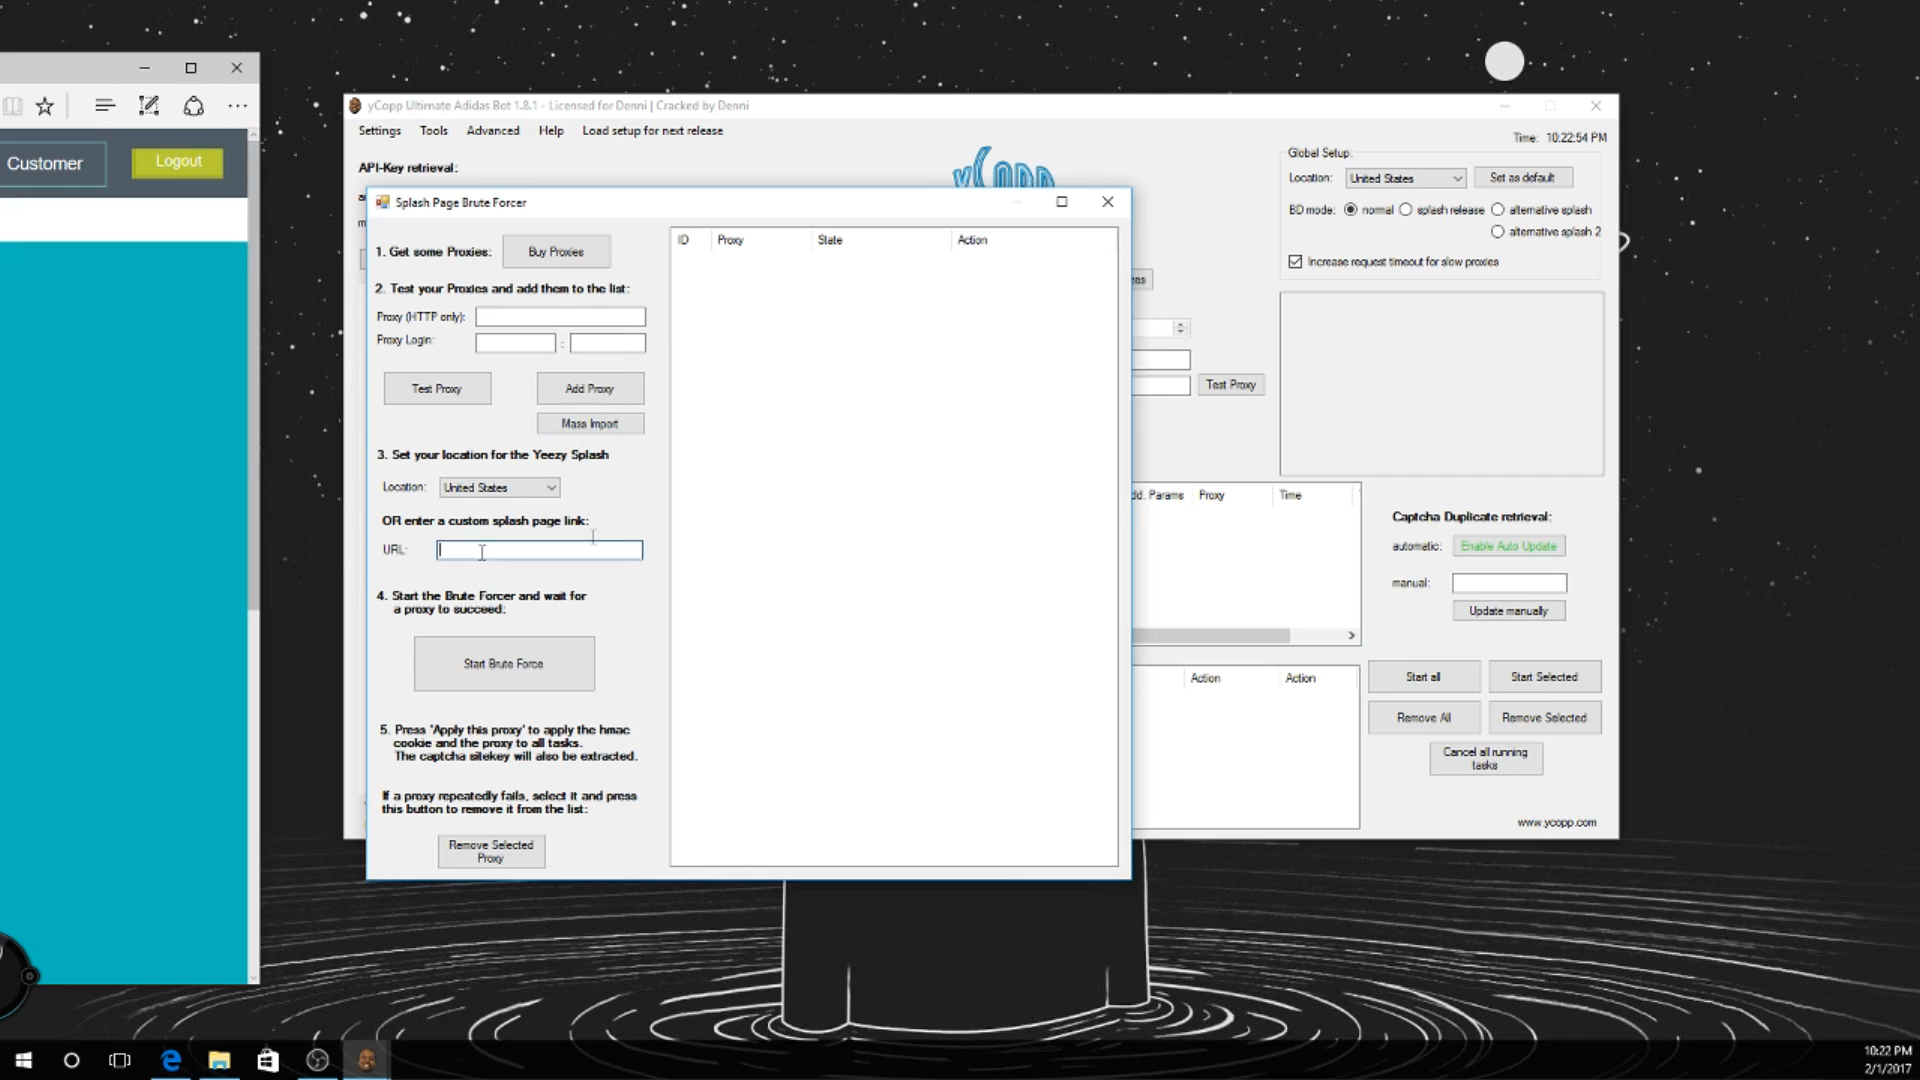 Customer
Logout
yCopp Ultimate Adidas Bot 1.8.1 - Licensed for Denni | Cracked by Denni
Settings Tools Advanced Help Load setup for next release
Time: 10:22:54 PM
API-Key retrieval:
yCopp
Global Setup:
Location: United States Set as default
BD mode: normal splash release alternative splash
alternative splash 2
Increase request timeout for slow proxies
Splash Page Brute Forcer
1. Get some Proxies: Buy Proxies
2. Test your Proxies and add them to the list:
Proxy (HTTP only):
Proxy Login: :
Test Proxy Add Proxy
Mass Import
3. Set your location for the Yeezy Splash
Location: United States
OR enter a custom splash page link:
URL:
4. Start the Brute Forcer and wait for
a proxy to succeed:
Start Brute Force
5. Press 'Apply this proxy' to apply the hmac
cookie and the proxy to all tasks.
The captcha sitekey will also be extracted.
If a proxy repeatedly fails, select it and press
this button to remove it from the list:
Remove Selected
Proxy
ID Proxy State Action
Test Proxy
dd. Params Proxy Time
Action Action
Captcha Duplicate retrieval:
automatic: Enable Auto Update
manual:
Update manually
Start all Start Selected
Remove All Remove Selected
Cancel all running
tasks
www.ycopp.com
10:22 PM
2/1/2017